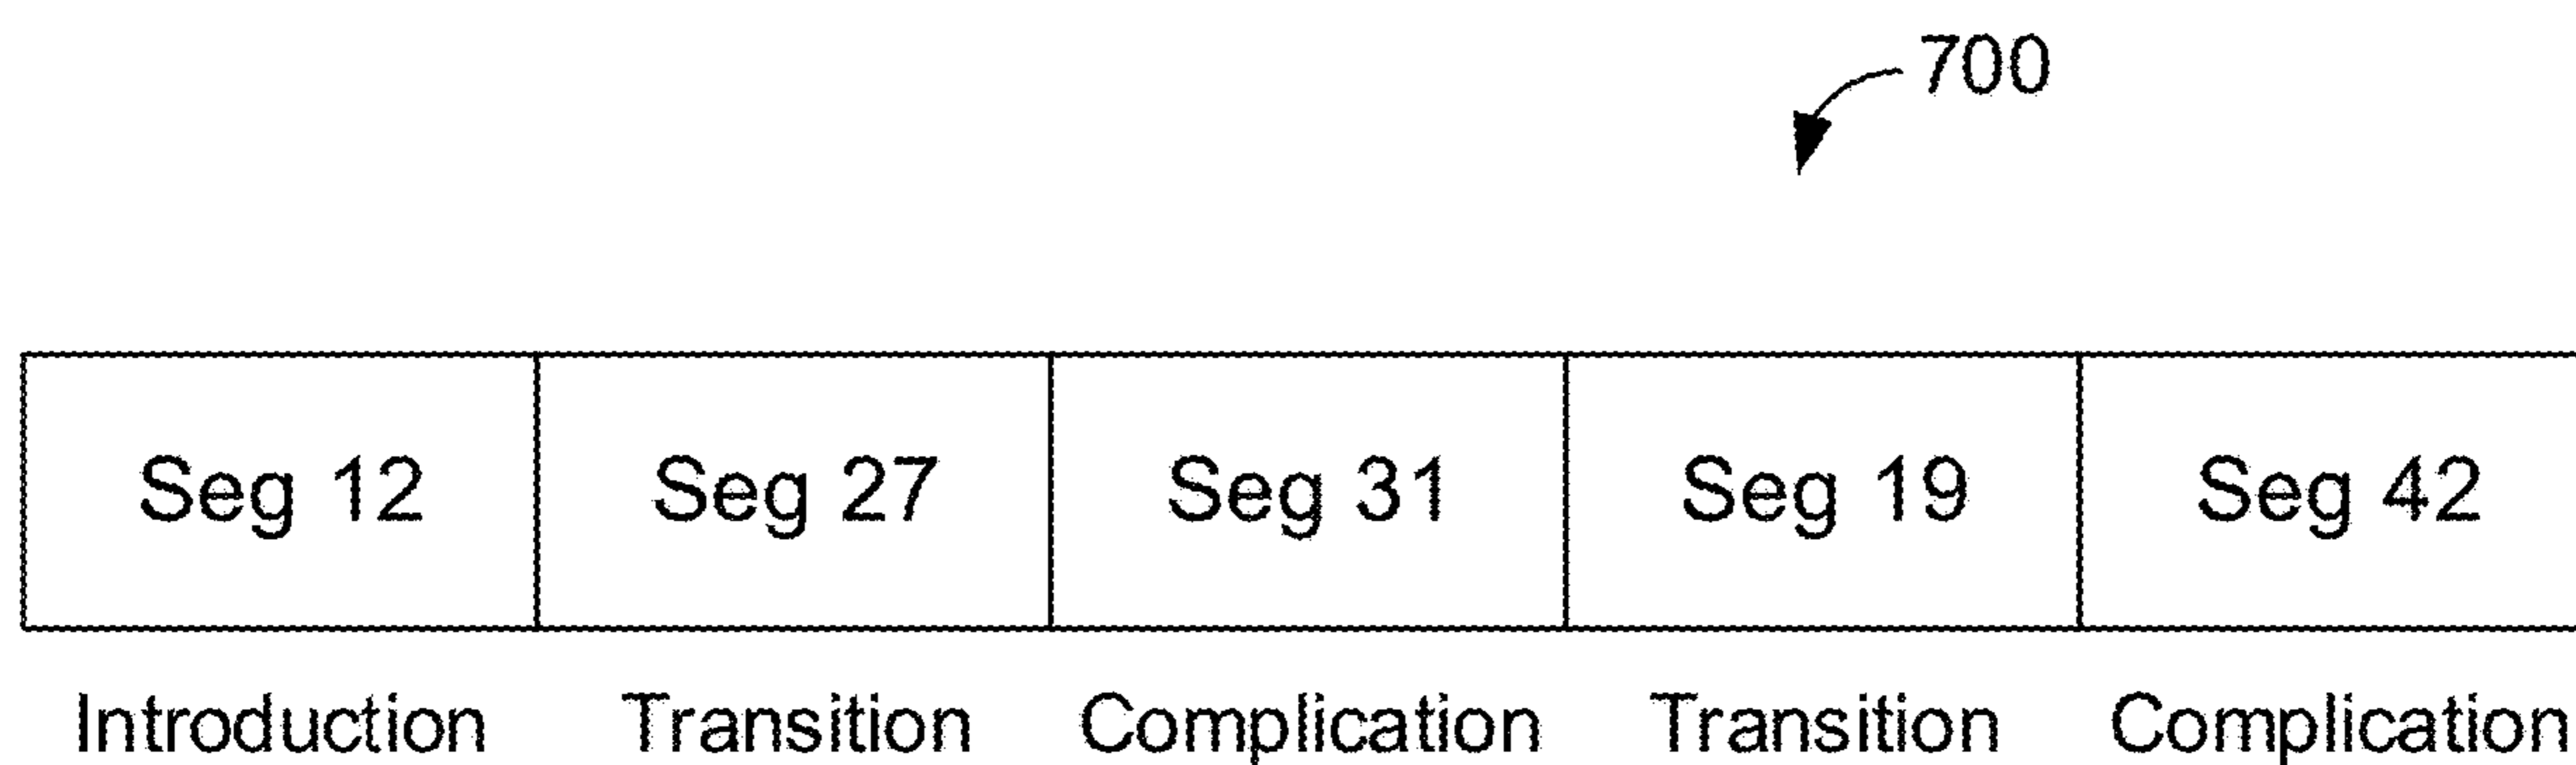 700
Seg 12 Seg 27 Seg 31 Seg 19 Seg 42
Introduction Transition Complication Transition Complication